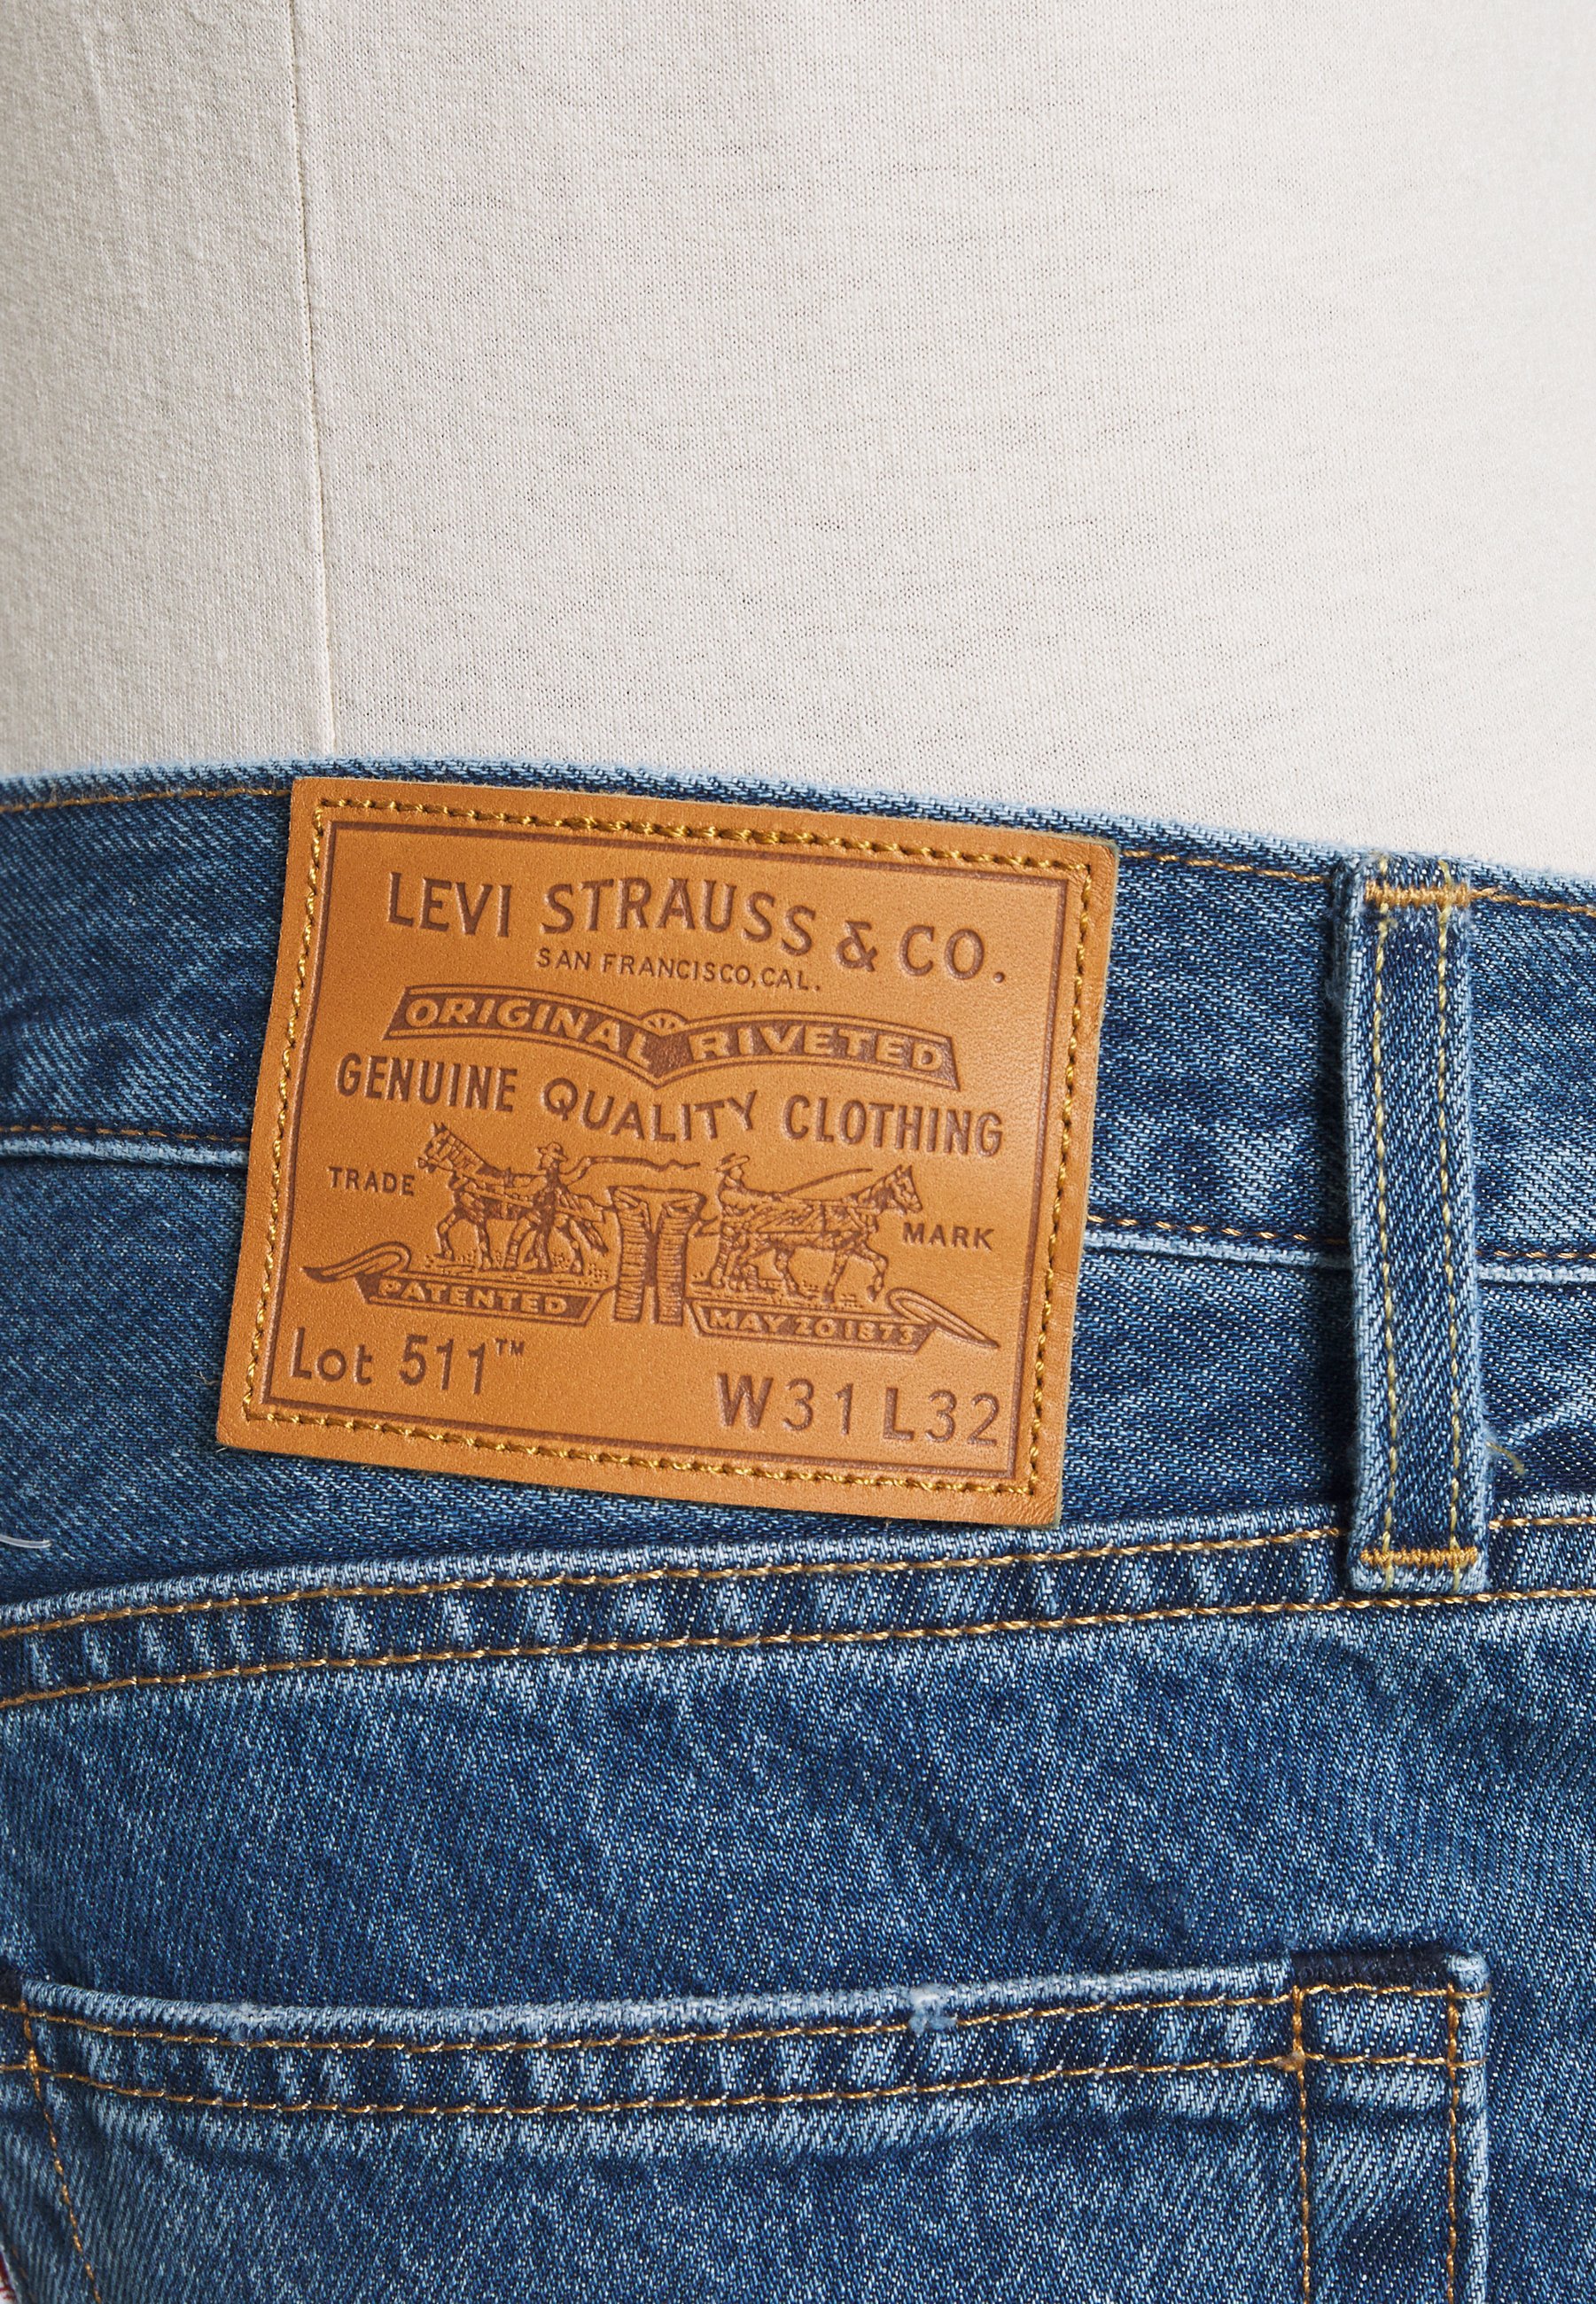 LEVI STRAUSS & CO.
SAN FRANCISCO, CAL.
ORIGINAL RIVETED
GENUINE QUALITY CLOTHING
TRADE MARK
PATENTED MAY 20 1873
Lot 511™
W31 L32